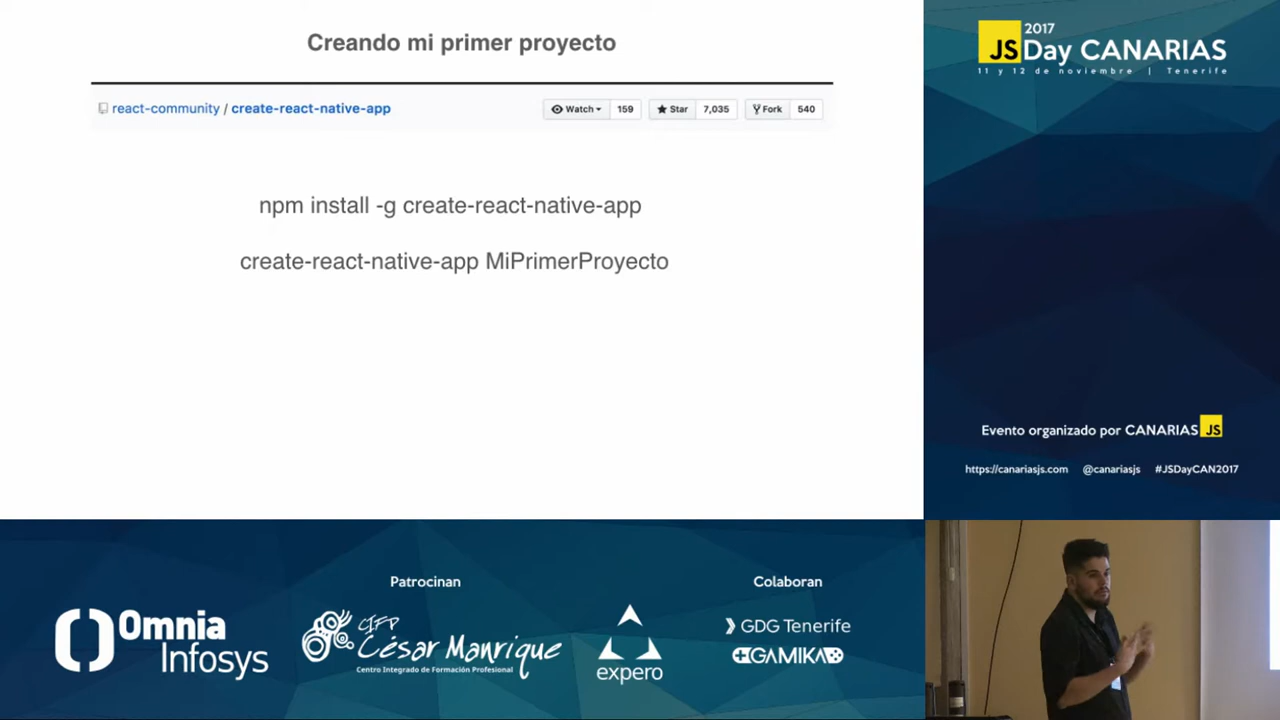 Creando mi primer proyecto
react-community / create-react-native-app
Watch 159 Star 7,035 Fork 540
npm install -g create-react-native-app
create-react-native-app MiPrimerProyecto
2017
JS Day CANARIAS
11 y 12 de noviembre | Tenerife
Evento organizado por CANARIAS JS
https://canariasjs.com @canariasjs #JSDayCAN2017
Patrocinan
Omnia
Infosys
CIFP
César Manrique
Centro Integrado de Formación Profesional
expero
Colaboran
GDG Tenerife
GAMIKA